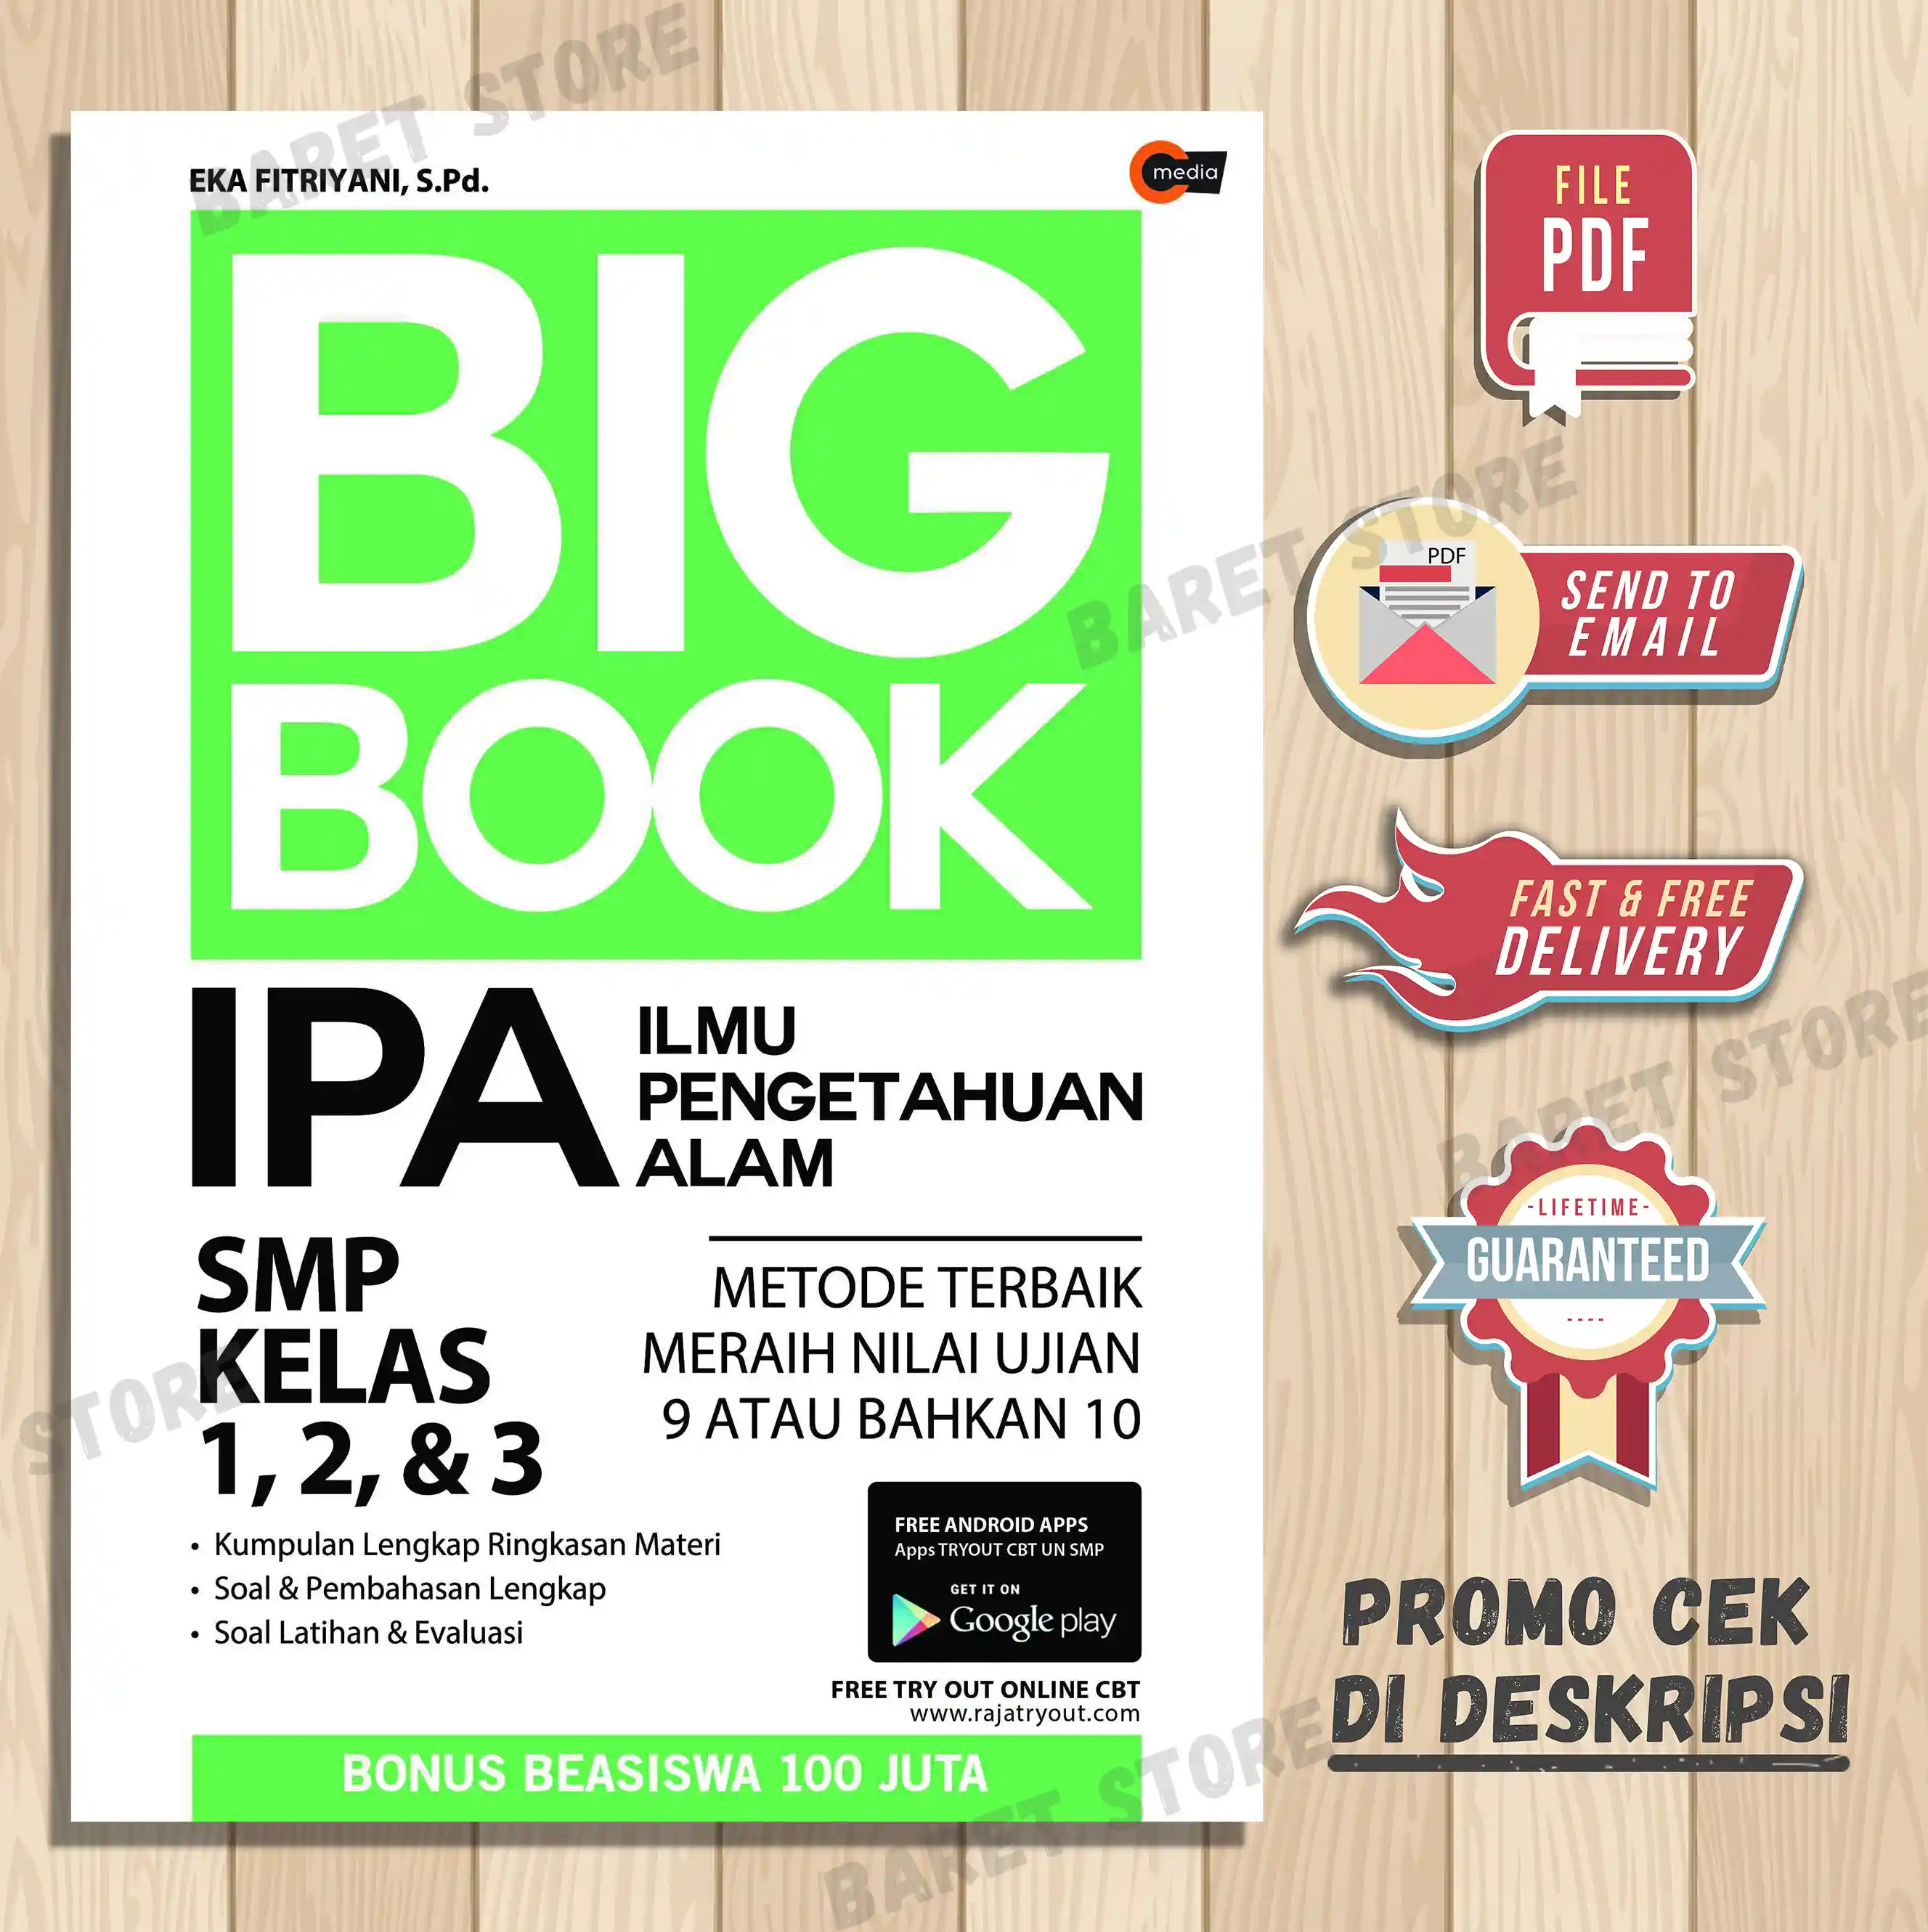 EKA FITRIYANI, S.Pd.
media
BIG
BOOK
IPA
ILMU
PENGETAHUAN
ALAM
SMP
KELAS
1, 2, & 3
METODE TERBAIK
MERAIH NILAI UJIAN
9 ATAU BAHKAN 10
• Kumpulan Lengkap Ringkasan Materi
• Soal & Pembahasan Lengkap
• Soal Latihan & Evaluasi
FREE ANDROID APPS
Apps TRYOUT CBT UN SMP
GET IT ON
Google play
FREE TRY OUT ONLINE CBT
www.rajatryout.com
BONUS BEASISWA 100 JUTA
FILE
PDF
PDF
SEND TO
EMAIL
FAST & FREE
DELIVERY
-LIFETIME-
GUARANTEED
----
PROMO CEK
DI DESKRIPSI
BARET STORE
BARET STORE
BARET STORE
STORE
BARET STORE